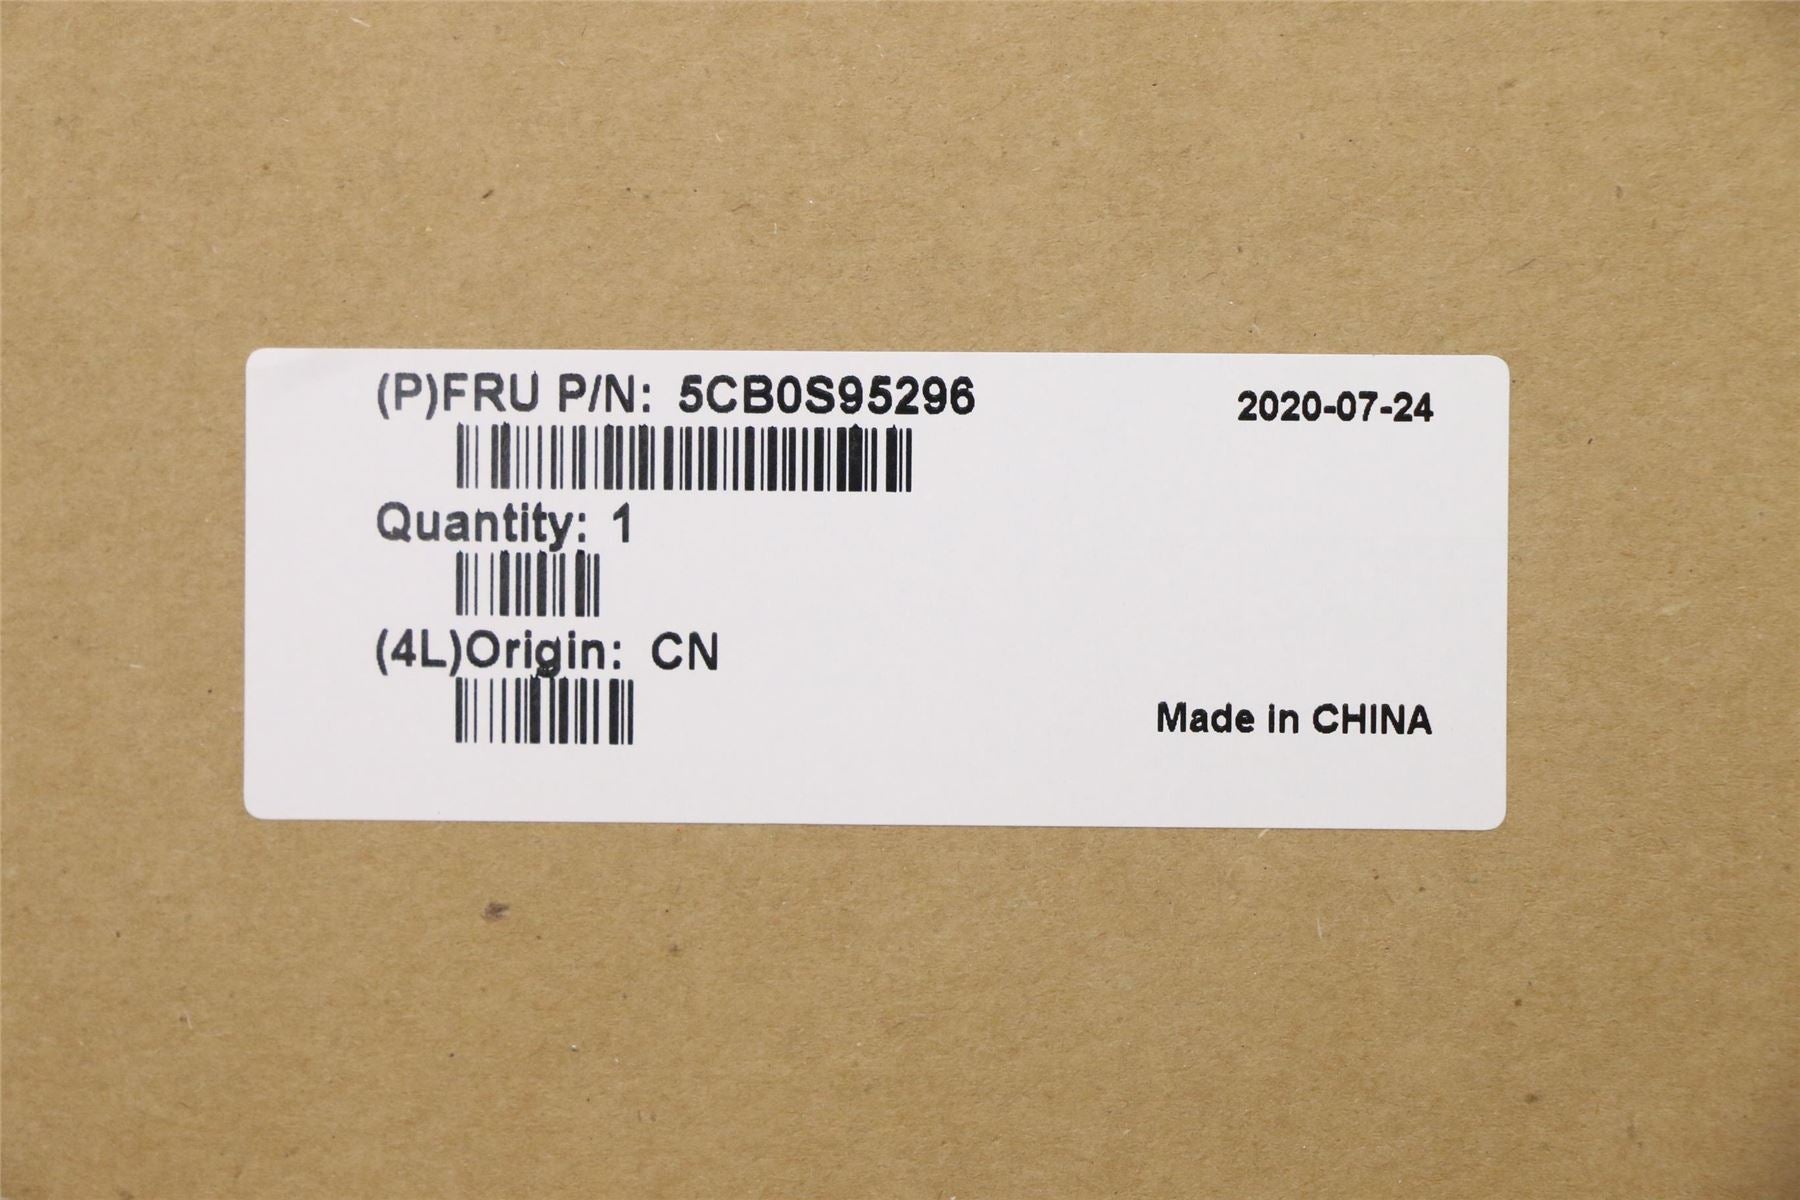 (P)FRU P/N: 5CB0S95296
2020-07-24
Quantity: 1
(4L)Origin: CN
Made in CHINA